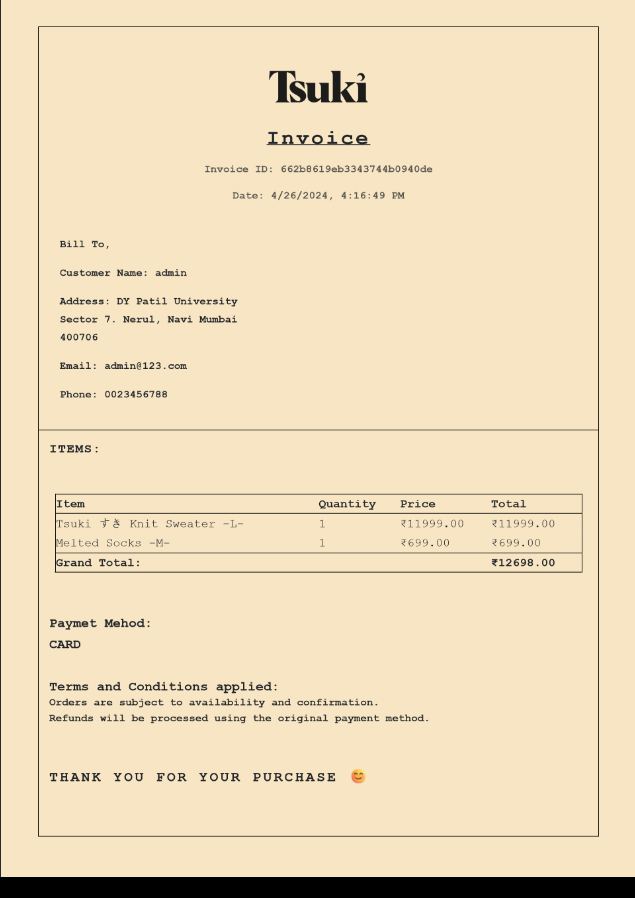 Tsuki
Invoice
Invoice ID: 662b8619eb3343744b0940de
Date: 4/26/2024, 4:16:49 PM
Bill To,
Customer Name: admin
Address: DY Patil University
Sector 7. Nerul, Navi Mumbai
400706
Email: admin@123.com
Phone: 0023456788
ITEMS:
Item Quantity Price Total
Tsuki すき Knit Sweater -L- 1 ₹11999.00 ₹11999.00
Melted Socks -M- 1 ₹699.00 ₹699.00
Grand Total: ₹12698.00
Paymet Mehod:
CARD
Terms and Conditions applied:
Orders are subject to availability and confirmation.
Refunds will be processed using the original payment method.
THANK YOU FOR YOUR PURCHASE 😊